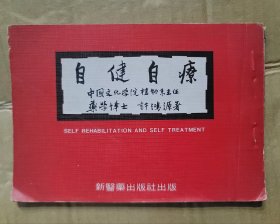 自健自療
中國文化學院植物系主任
藥學博士 許鴻源著
SELF REHABILITATION AND SELF TREATMENT
新醫藥出版社出版